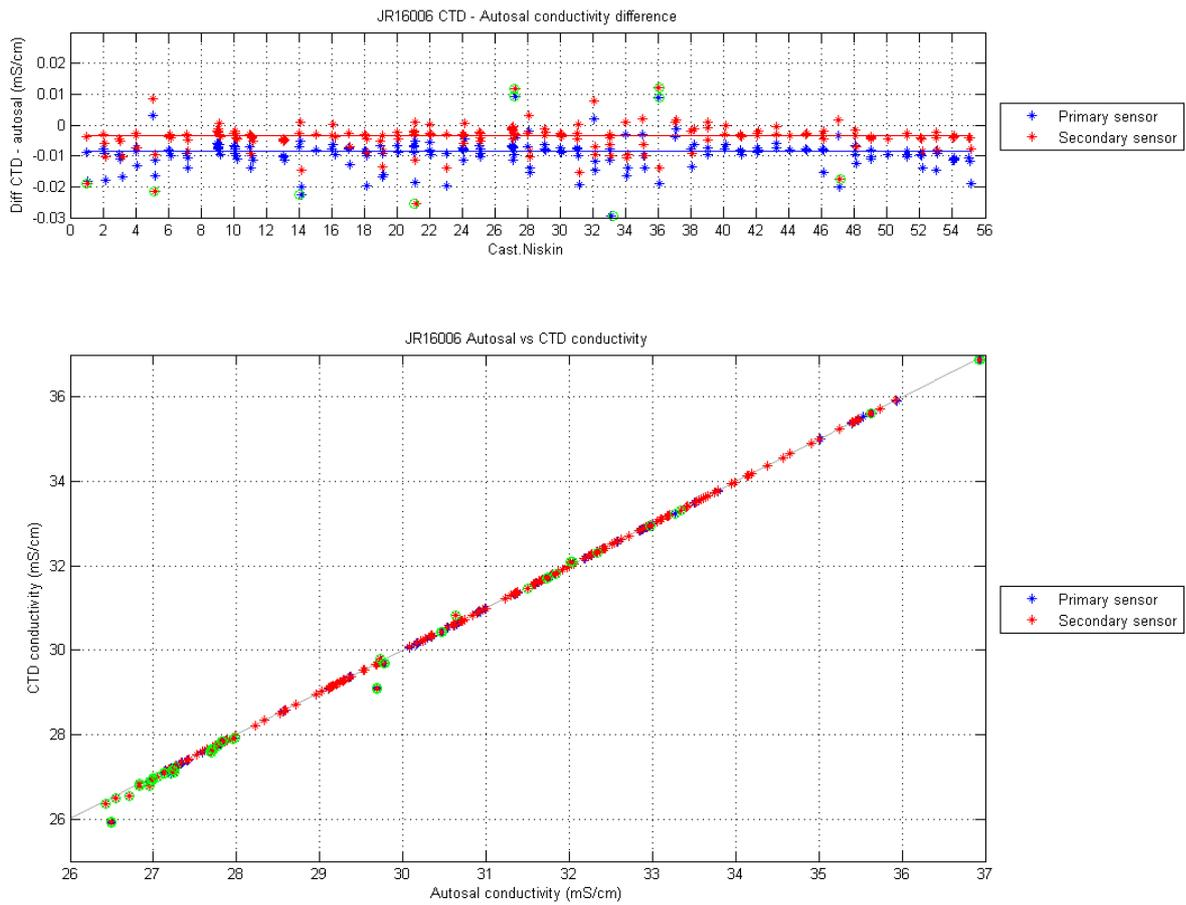 JR16006 CTD - Autosal conductivity difference
Diff CTD - autosal (mS/cm)
0.02
0.01
0
-0.01
-0.02
-0.03
0 2 4 6 8 10 12 14 16 18 20 22 24 26 28 30 32 34 36 38 40 42 44 46 48 50 52 54 56
Cast.Niskin
Primary sensor
Secondary sensor
JR16006 Autosal vs CTD conductivity
CTD conductivity (mS/cm)
36
34
32
30
28
26
26 27 28 29 30 31 32 33 34 35 36 37
Autosal conductivity (mS/cm)
Primary sensor
Secondary sensor